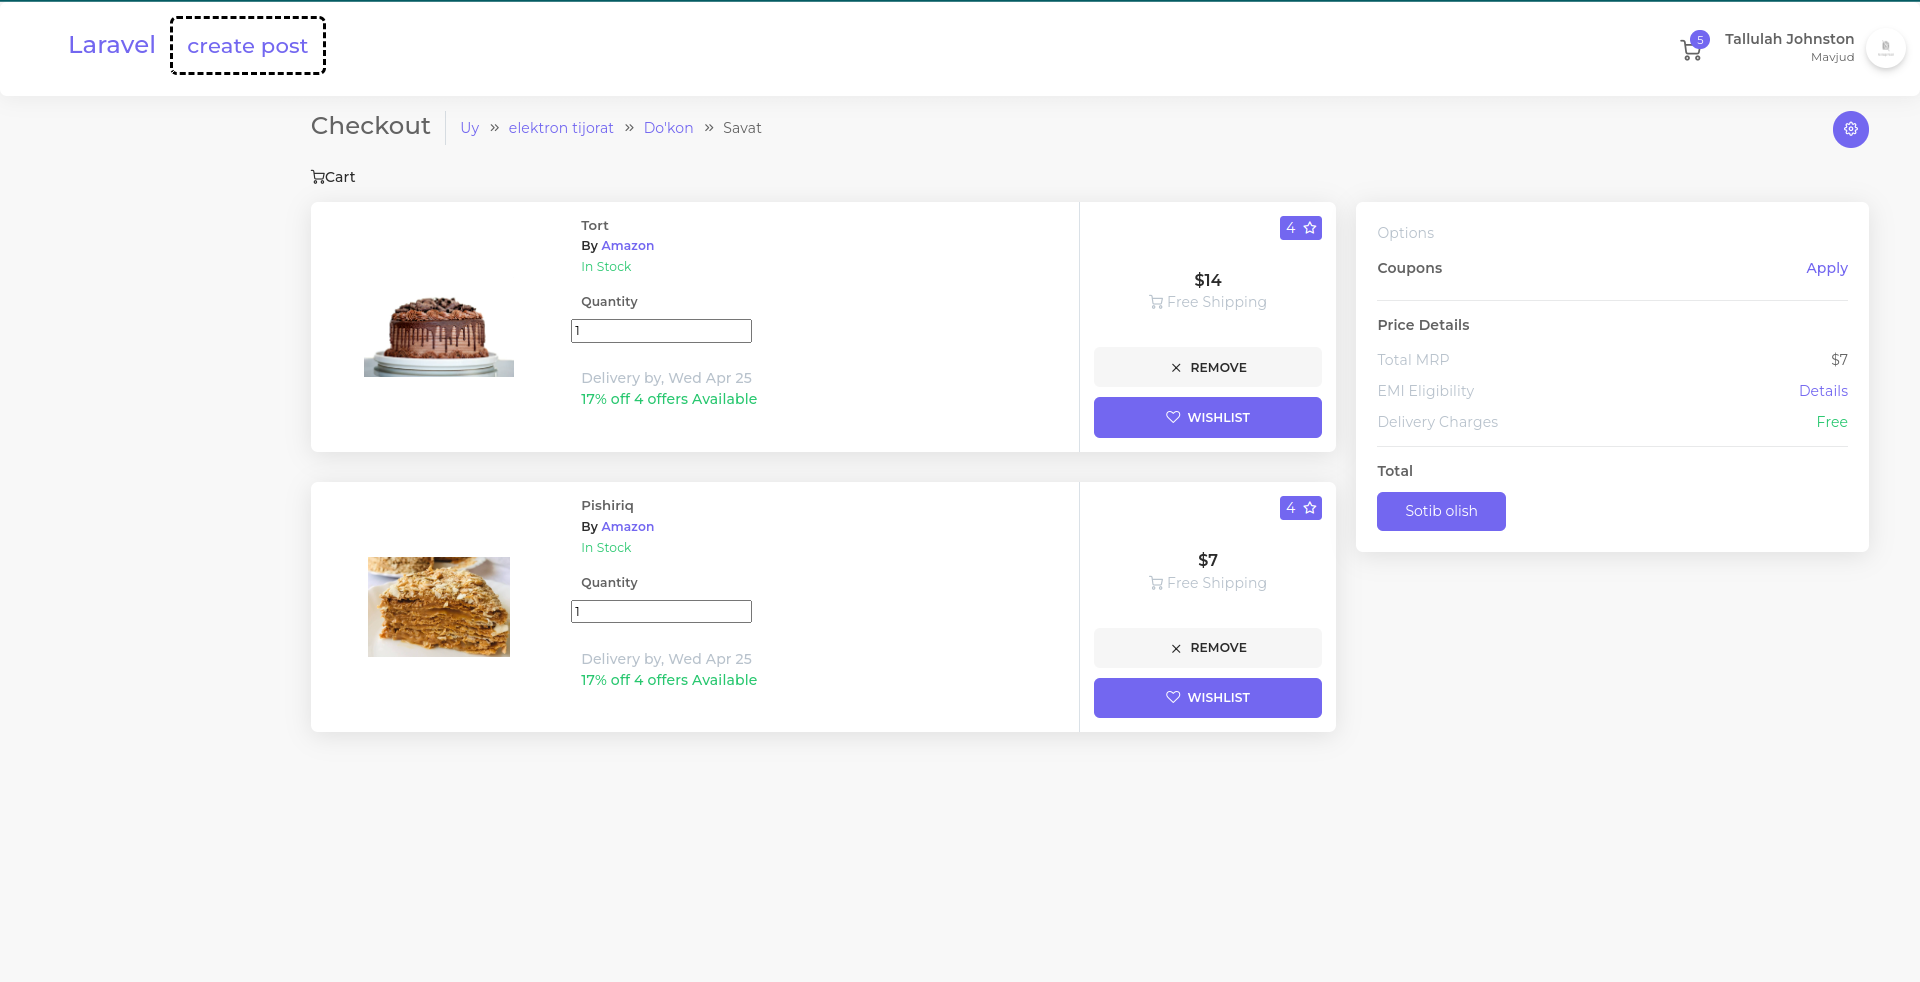 Laravel
create post
5
Tallulah Johnston
Mavjud
Checkout
Uy » elektron tijorat » Do'kon » Savat
Cart
Tort
By Amazon
In Stock
Quantity
1
Delivery by, Wed Apr 25
17% off 4 offers Available
4
$14
Free Shipping
REMOVE
WISHLIST
Pishiriq
By Amazon
In Stock
Quantity
1
Delivery by, Wed Apr 25
17% off 4 offers Available
4
$7
Free Shipping
REMOVE
WISHLIST
Options
Coupons Apply
Price Details
Total MRP $7
EMI Eligibility Details
Delivery Charges Free
Total
Sotib olish